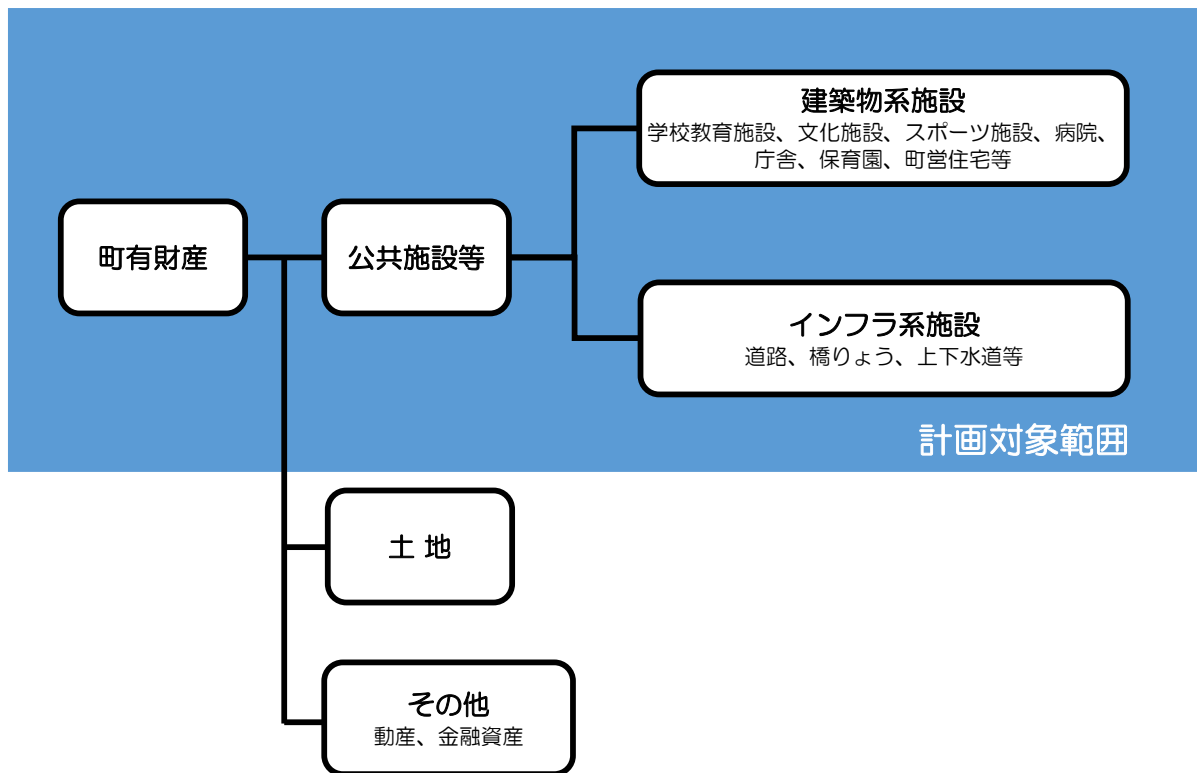 建築物系施設
学校教育施設、文化施設、スポーツ施設、病院、
庁舎、保育園、町営住宅等
町有財産
公共施設等
インフラ系施設
道路、橋りょう、上下水道等
計画対象範囲
土 地
その他
動産、金融資産